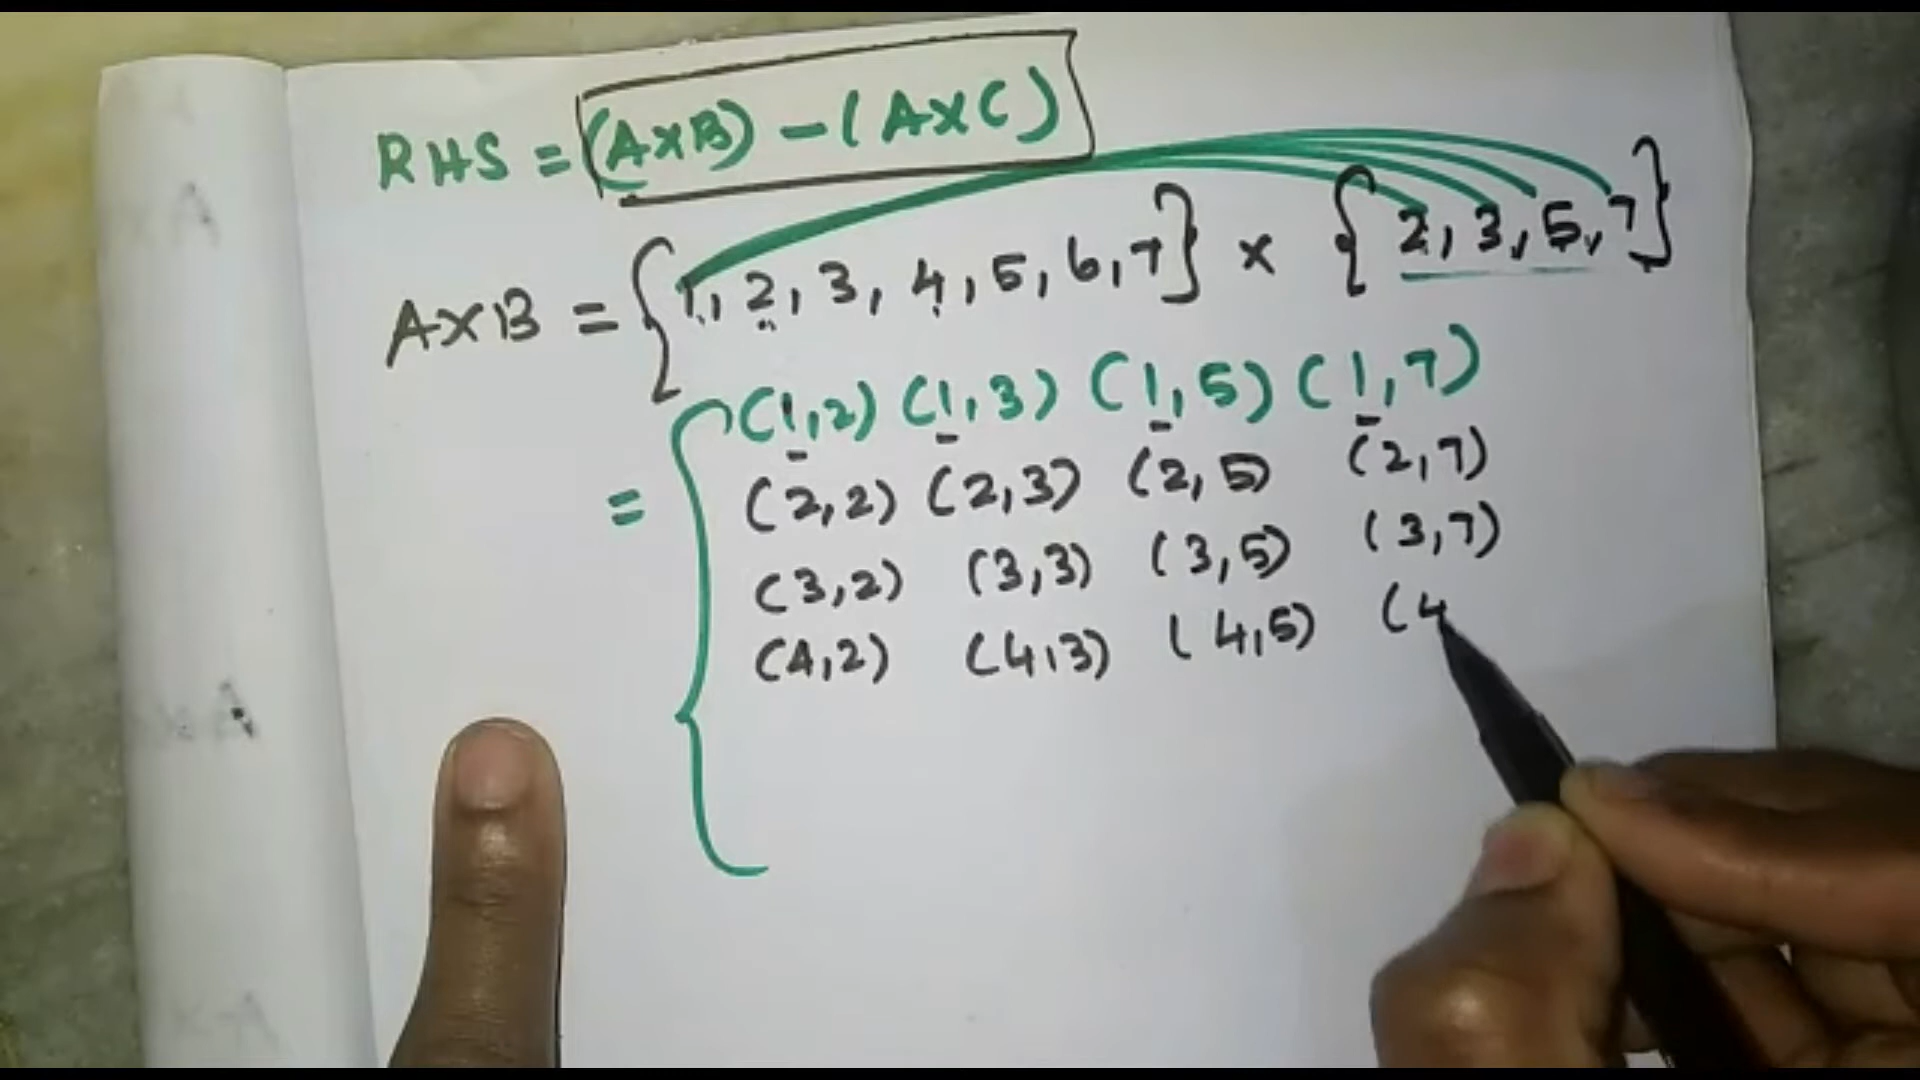 RHS = (A×B) - (A×C)
A×B = {1, 2, 3, 4, 5, 6, 7} × {2, 3, 5, 7}
= { (1,2) (1,3) (1,5) (1,7)
(2,2) (2,3) (2,5) (2,7)
(3,2) (3,3) (3,5) (3,7)
(4,2) (4,3) (4,5) (4